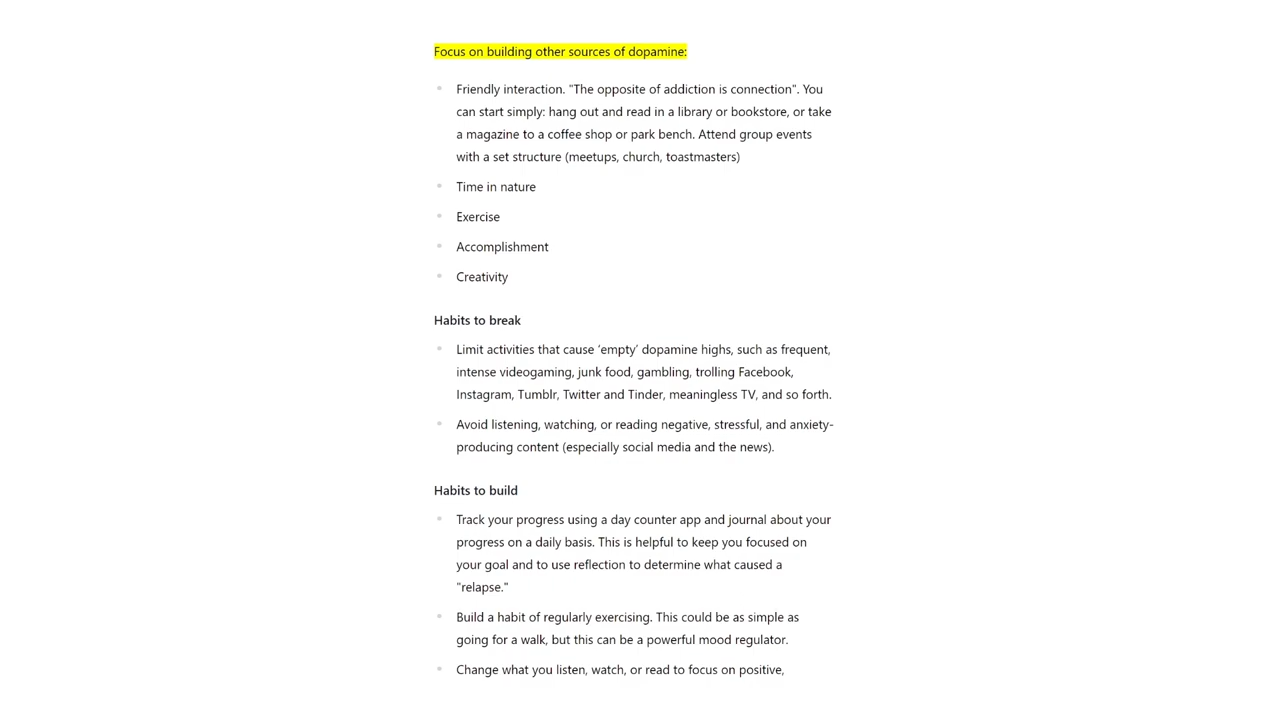 Focus on building other sources of dopamine:
Friendly interaction. "The opposite of addiction is connection". You
can start simply: hang out and read in a library or bookstore, or take
a magazine to a coffee shop or park bench. Attend group events
with a set structure (meetups, church, toastmasters)
Time in nature
Exercise
Accomplishment
Creativity
Habits to break
Limit activities that cause ‘empty’ dopamine highs, such as frequent,
intense videogaming, junk food, gambling, trolling Facebook,
Instagram, Tumblr, Twitter and Tinder, meaningless TV, and so forth.
Avoid listening, watching, or reading negative, stressful, and anxiety-
producing content (especially social media and the news).
Habits to build
Track your progress using a day counter app and journal about your
progress on a daily basis. This is helpful to keep you focused on
your goal and to use reflection to determine what caused a
"relapse."
Build a habit of regularly exercising. This could be as simple as
going for a walk, but this can be a powerful mood regulator.
Change what you listen, watch, or read to focus on positive,